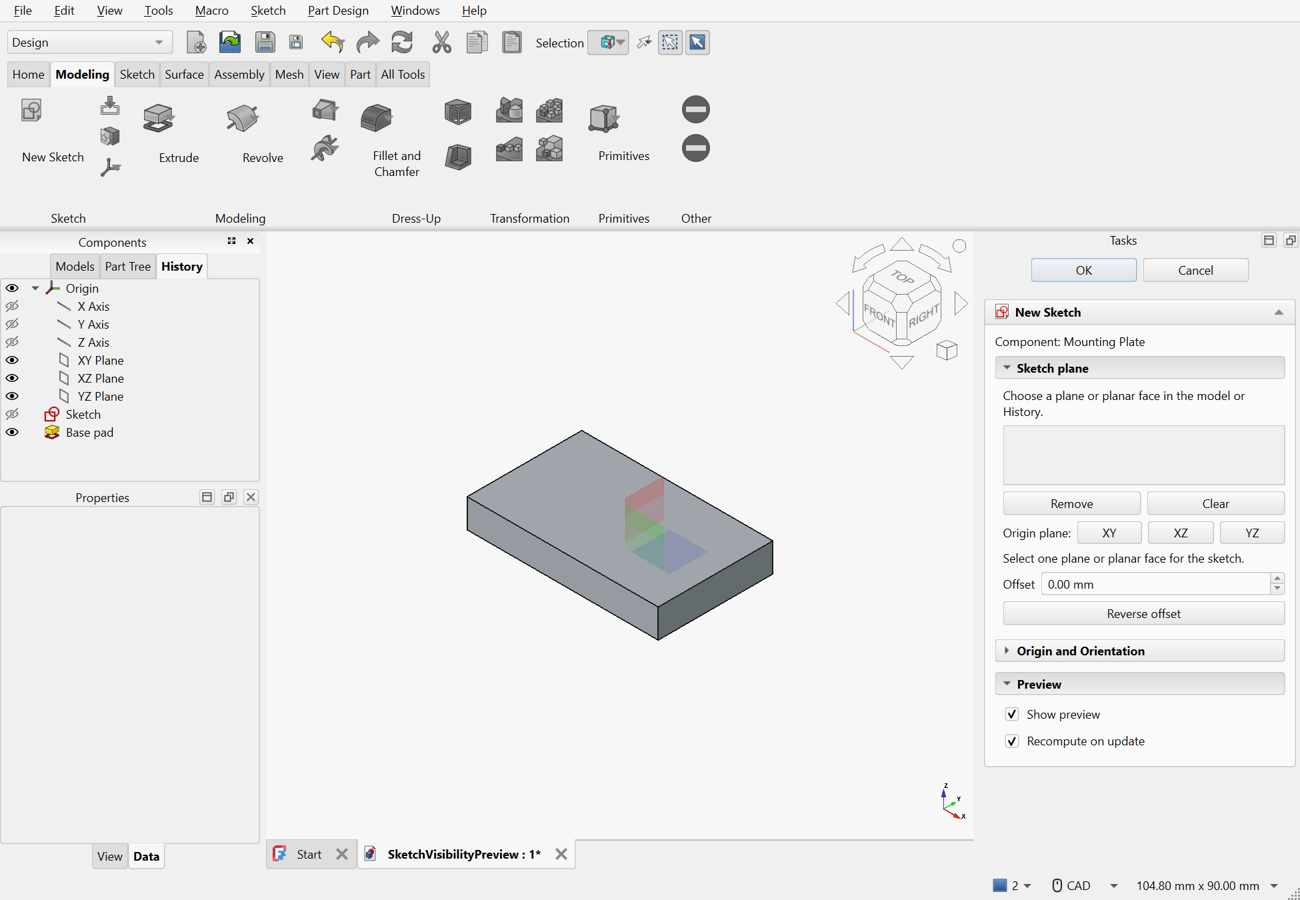 File Edit View Tools Macro Sketch Part Design Windows Help
Design
Selection
Home Modeling Sketch Surface Assembly Mesh View Part All Tools
New Sketch
Extrude
Revolve
Fillet and
Chamfer
Primitives
Sketch Modeling Dress-Up Transformation Primitives Other
Components
Models Part Tree History
Origin
X Axis
Y Axis
Z Axis
XY Plane
XZ Plane
YZ Plane
Sketch
Base pad
Properties
View Data
TOP
FRONT
RIGHT
Z
Y
X
Start
SketchVisibilityPreview : 1*
Tasks
OK
Cancel
New Sketch
Component: Mounting Plate
Sketch plane
Choose a plane or planar face in the model or
History.
Remove
Clear
Origin plane: XY XZ YZ
Select one plane or planar face for the sketch.
Offset 0.00 mm
Reverse offset
Origin and Orientation
Preview
Show preview
Recompute on update
2 CAD 104.80 mm x 90.00 mm